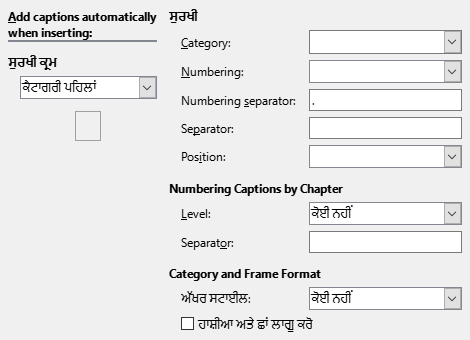 Add captions automatically
when inserting:
ਸੁਰਖੀ ਕ੍ਰਮ
ਕੈਟਾਗਰੀ ਪਹਿਲਾਂ
ਸੁਰਖੀ
Category:
Numbering:
Numbering separator:
.
Separator:
Position:
Numbering Captions by Chapter
Level:
ਕੋਈ ਨਹੀਂ
Separator:
Category and Frame Format
ਅੱਖਰ ਸਟਾਈਲ:
ਕੋਈ ਨਹੀਂ
ਹਾਸ਼ੀਆ ਅਤੇ ਛਾਂ ਲਾਗੂ ਕਰੋ